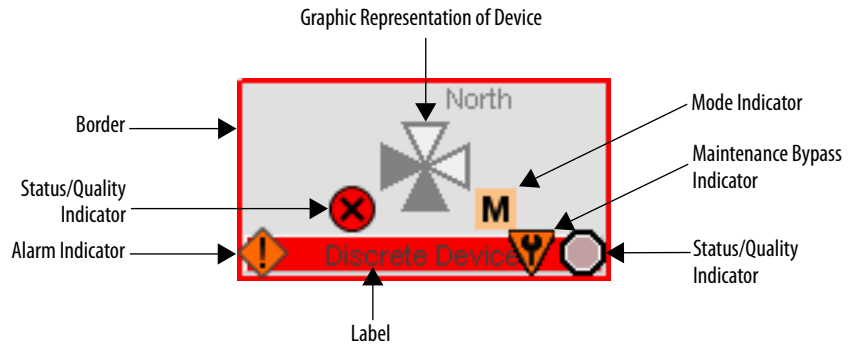 Graphic Representation of Device
North
Border
Mode Indicator
Maintenance Bypass
Indicator
Status/Quality
Indicator
M
Alarm Indicator
!
Discrete Device
Status/Quality
Indicator
Label